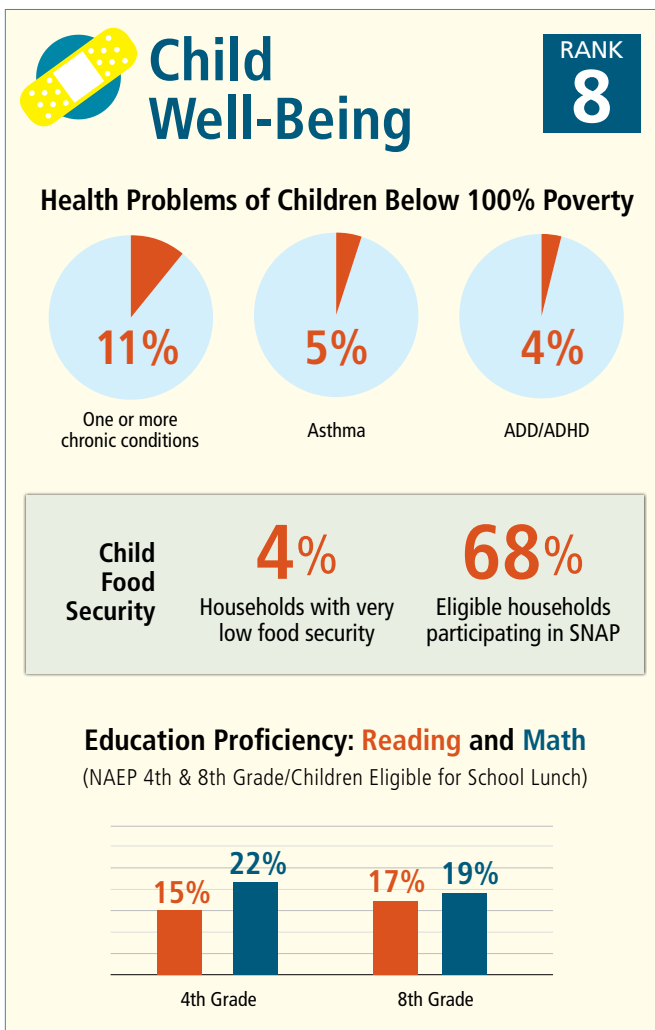 Child
Well-Being
RANK
8
Health Problems of Children Below 100% Poverty
11%
One or more
chronic conditions
5%
Asthma
4%
ADD/ADHD
Child
Food
Security
4%
Households with very
low food security
68%
Eligible households
participating in SNAP
Education Proficiency: Reading and Math
(NAEP 4th & 8th Grade/Children Eligible for School Lunch)
15%
22%
17%
19%
4th Grade
8th Grade